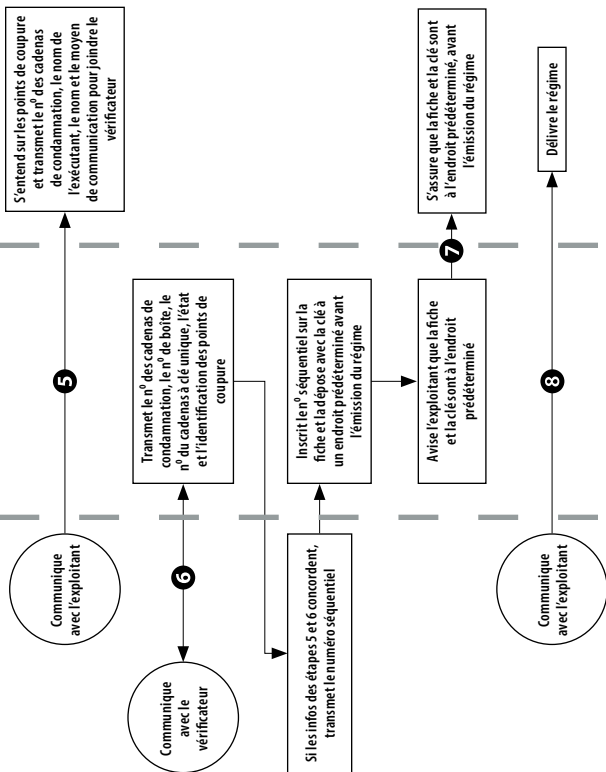 Communique
avec l'exploitant
5
S'entend sur les points de coupure
et transmet le nº des cadenas
de condamnation, le nom de
l'exécutant, le nom et le moyen
de communication pour joindre le
vérificateur
Communique
avec le
vérificateur
6
Transmet le nº des cadenas de
condamnation, le nº de boîte, le
nº du cadenas à clé unique, l'état
et l'identification des points de
coupure
Si les infos des étapes 5 et 6 concordent,
transmet le numéro séquentiel
Inscrit le nº séquentiel sur la
fiche et la dépose avec la clé à
un endroit prédéterminé avant
l'émission du régime
Avise l'exploitant que la fiche
et la clé sont à l'endroit
prédéterminé
7
S'assure que la fiche et la clé sont
à l'endroit prédéterminé, avant
l'émission du régime
Communique
avec l'exploitant
8
Délivre le régime